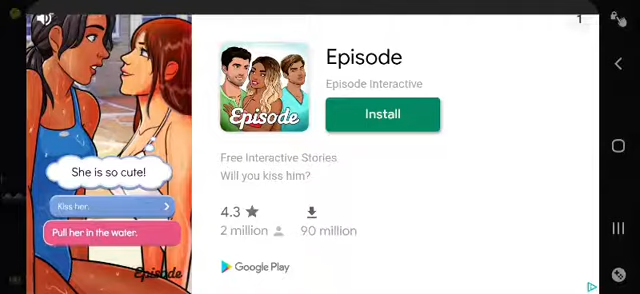 1
She is so cute!
Kiss her.
Pull her in the water.
Episode
Episode
Episode
Episode Interactive
Install
Free Interactive Stories
Will you kiss him?
4.3
2 million
90 million
Google Play